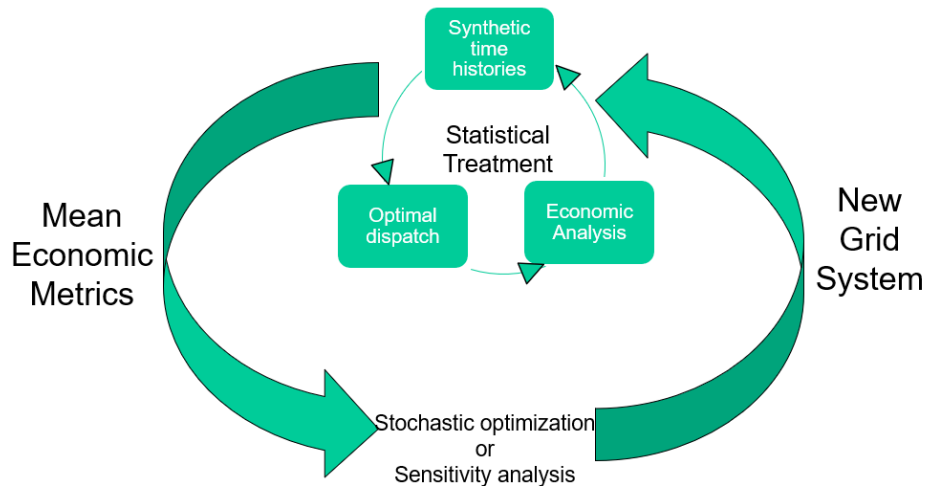 Synthetic
time
histories
Statistical
Treatment
Optimal
dispatch
Economic
Analysis
Mean
Economic
Metrics
New
Grid
System
Stochastic optimization
or
Sensitivity analysis